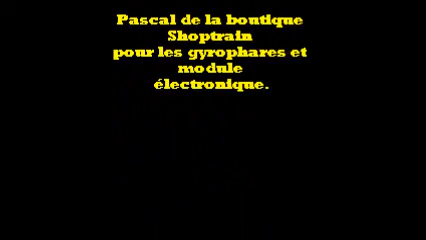 Pascal de la boutique
Shoptrain
pour les gyrophares et
module
électronique.